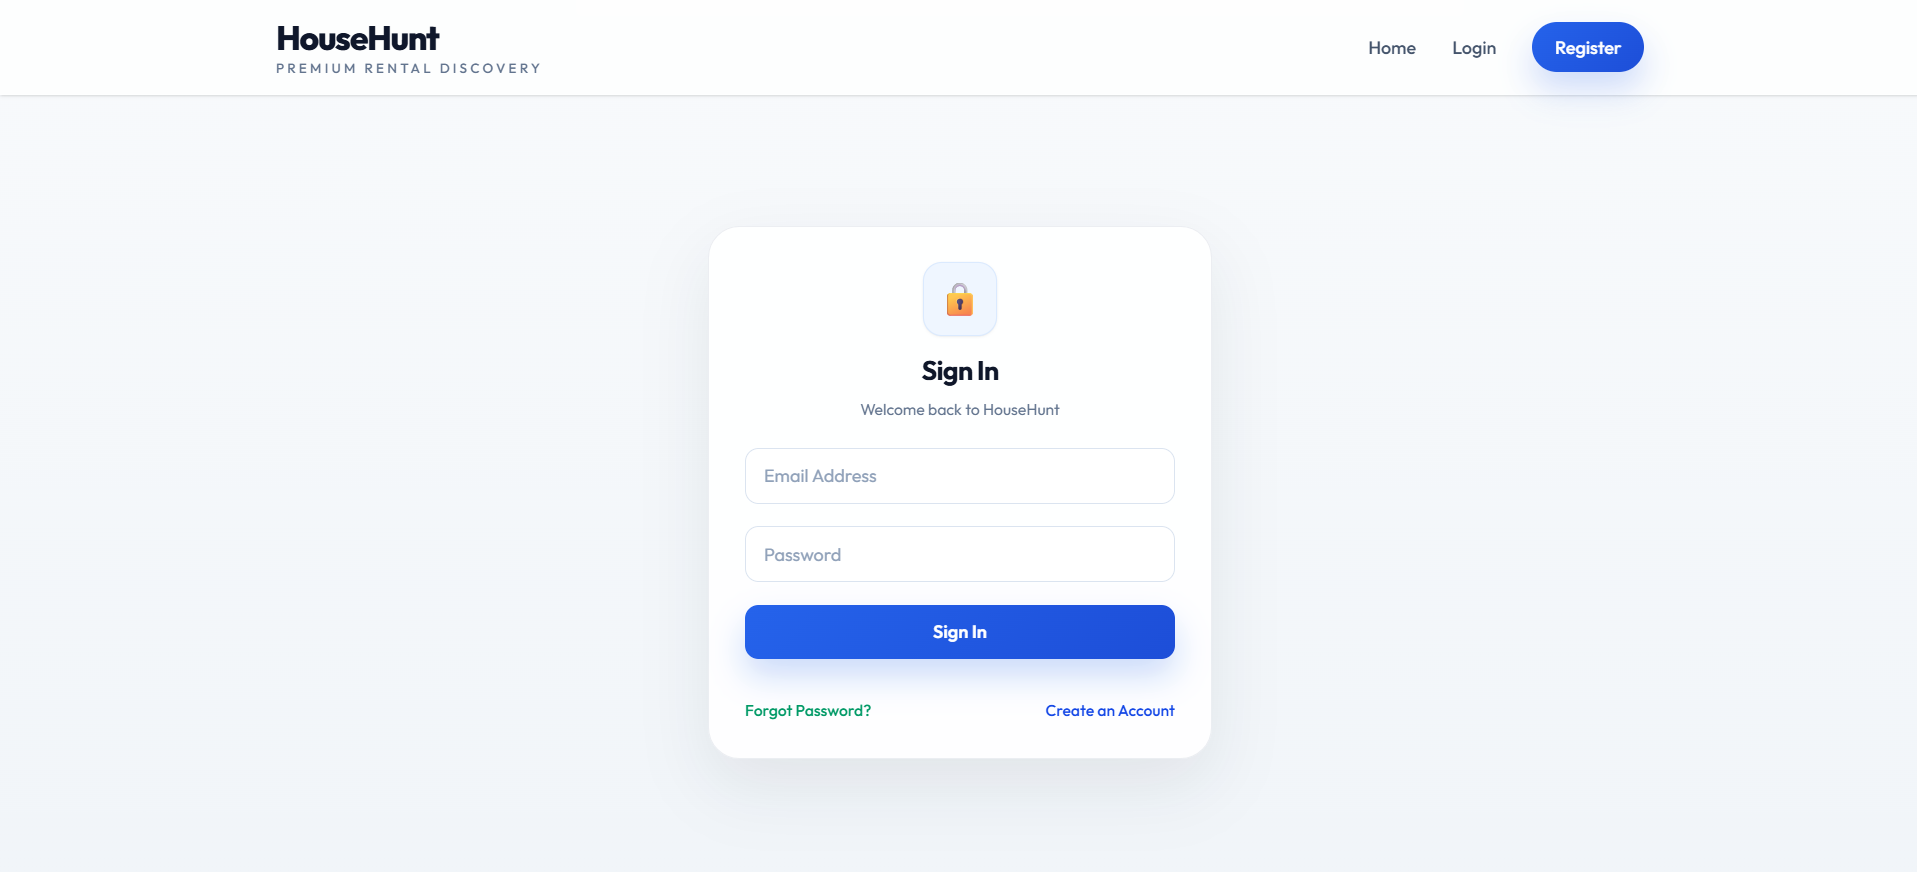 HouseHunt
PREMIUM RENTAL DISCOVERY
Home
Login
Register
Sign In
Welcome back to HouseHunt
Email Address
Password
Sign In
Forgot Password?
Create an Account